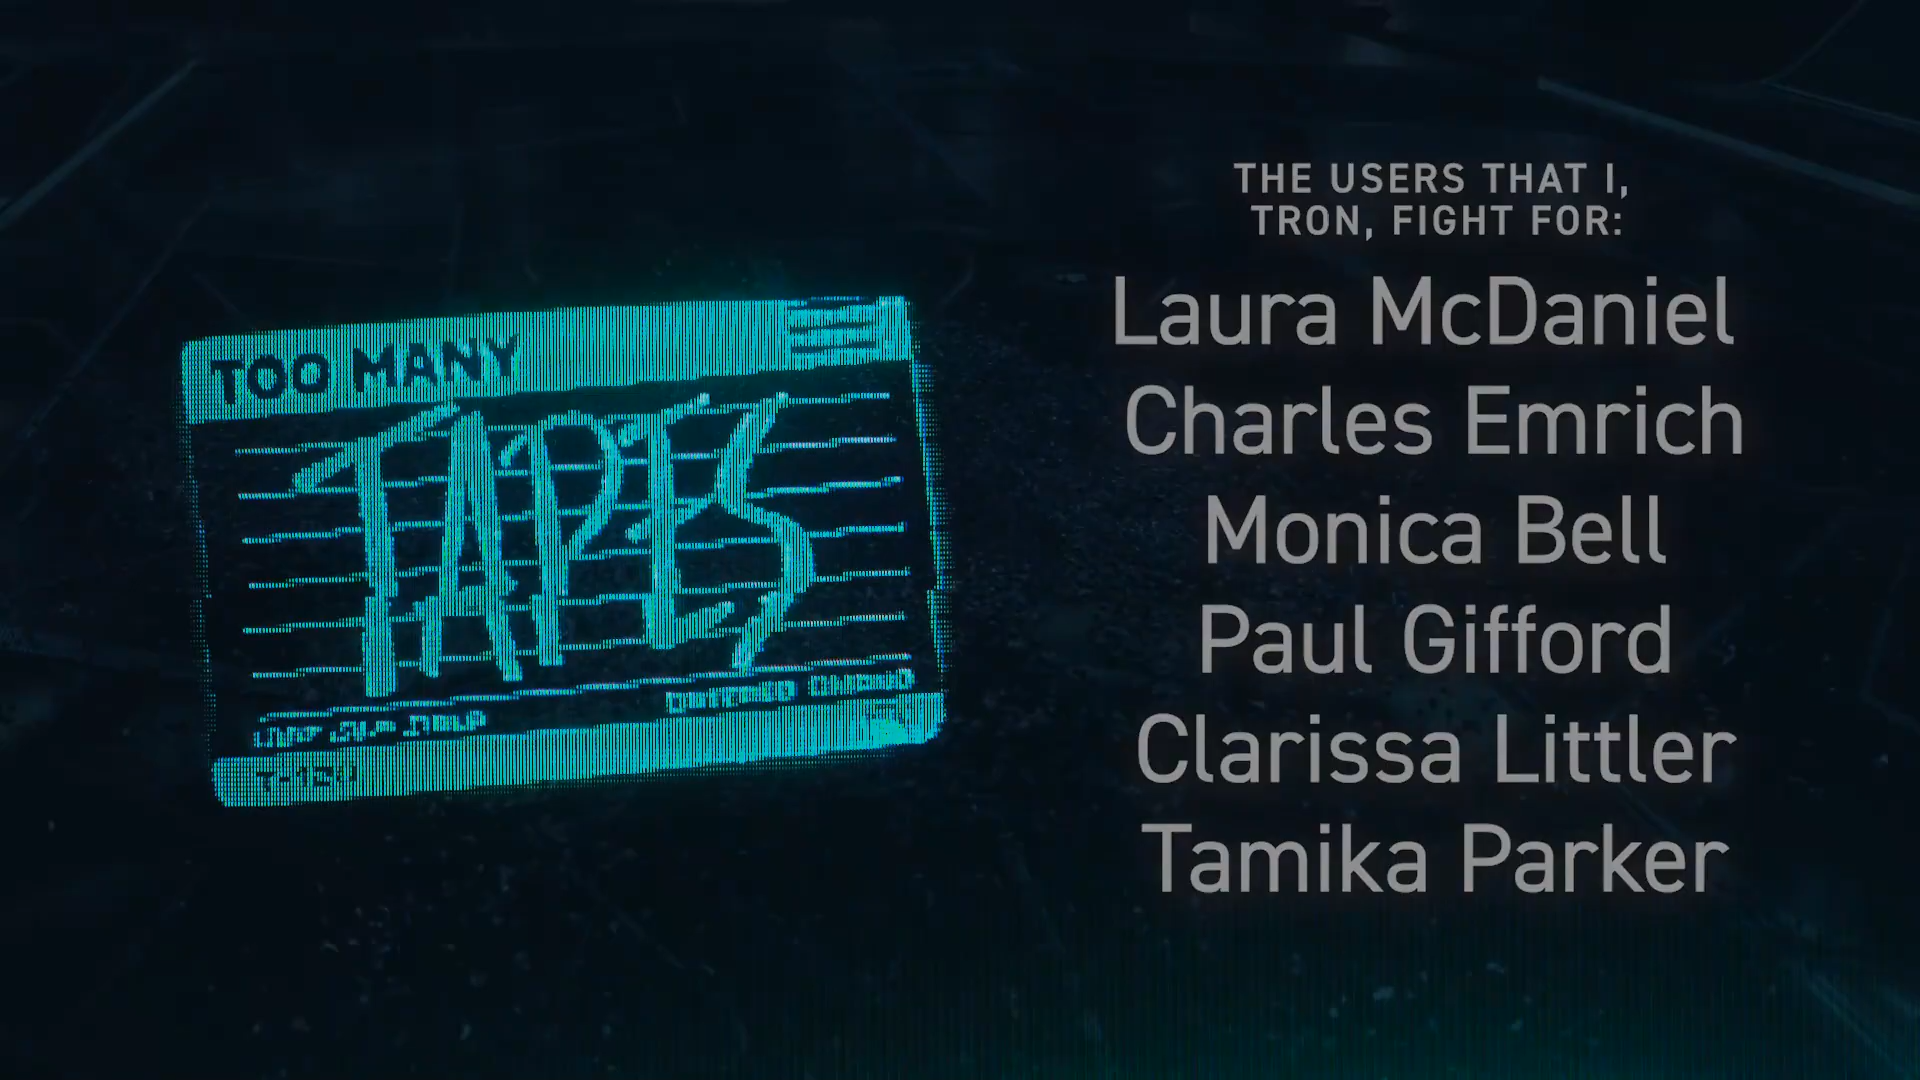 TOO MANY
TAPES
T-120
THE USERS THAT I,
TRON, FIGHT FOR:
Laura McDaniel
Charles Emrich
Monica Bell
Paul Gifford
Clarissa Littler
Tamika Parker